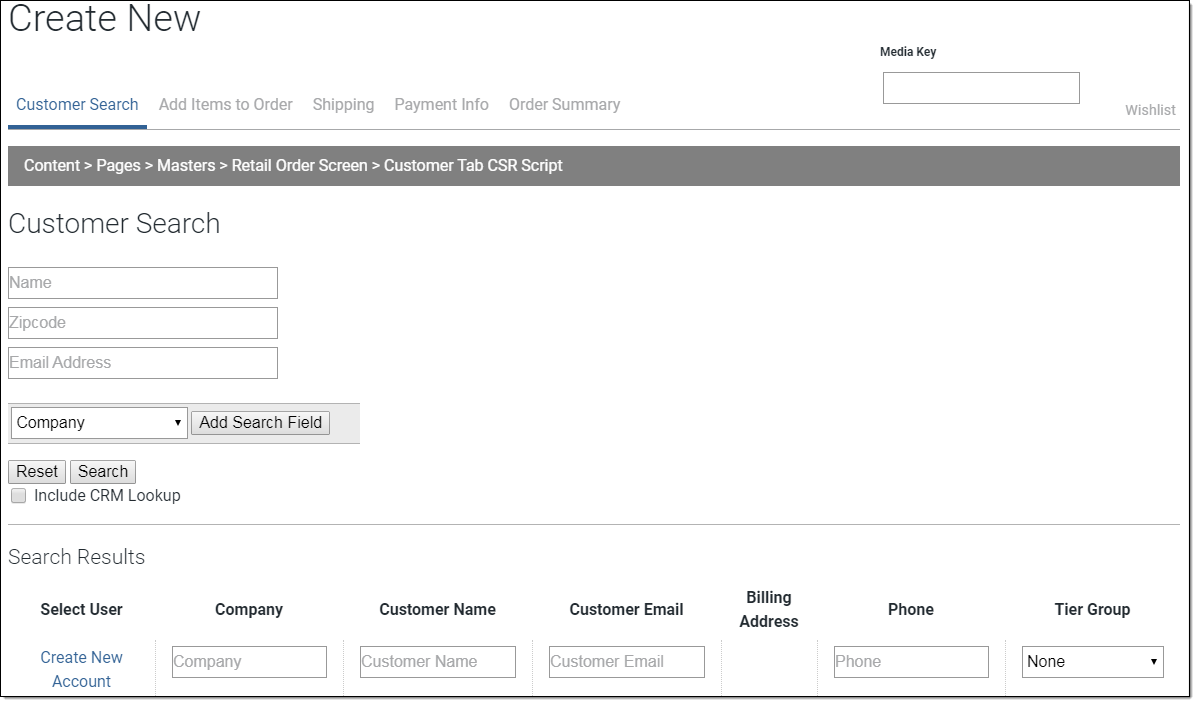 Create New
Media Key
Customer Search Add Items to Order Shipping Payment Info Order Summary
Wishlist
Content > Pages > Masters > Retail Order Screen > Customer Tab CSR Script
Customer Search
Name
Zipcode
Email Address
Company Add Search Field
Reset Search
Include CRM Lookup
Search Results
Select User Company Customer Name Customer Email Billing Address Phone Tier Group
Create New Account Company Customer Name Customer Email Phone None